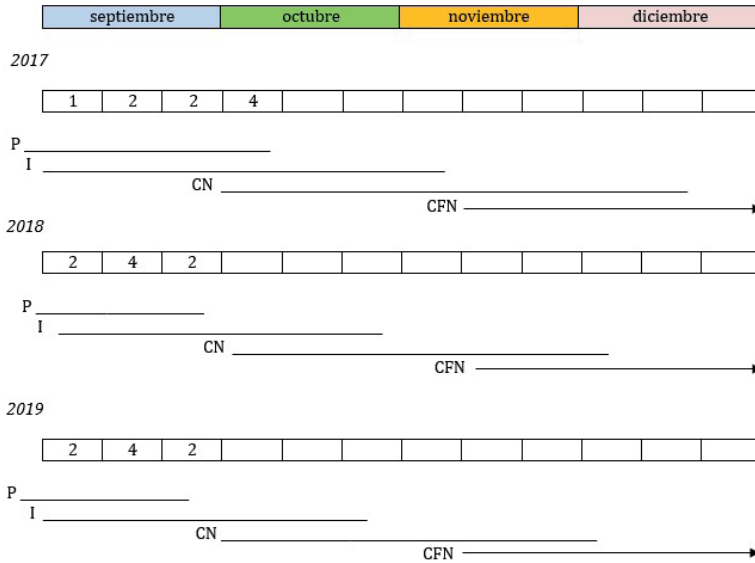 septiembre octubre noviembre diciembre
2017
1 2 2 4
P
I
CN
CFN
2018
2 4 2
P
I
CN
CFN
2019
2 4 2
P
I
CN
CFN